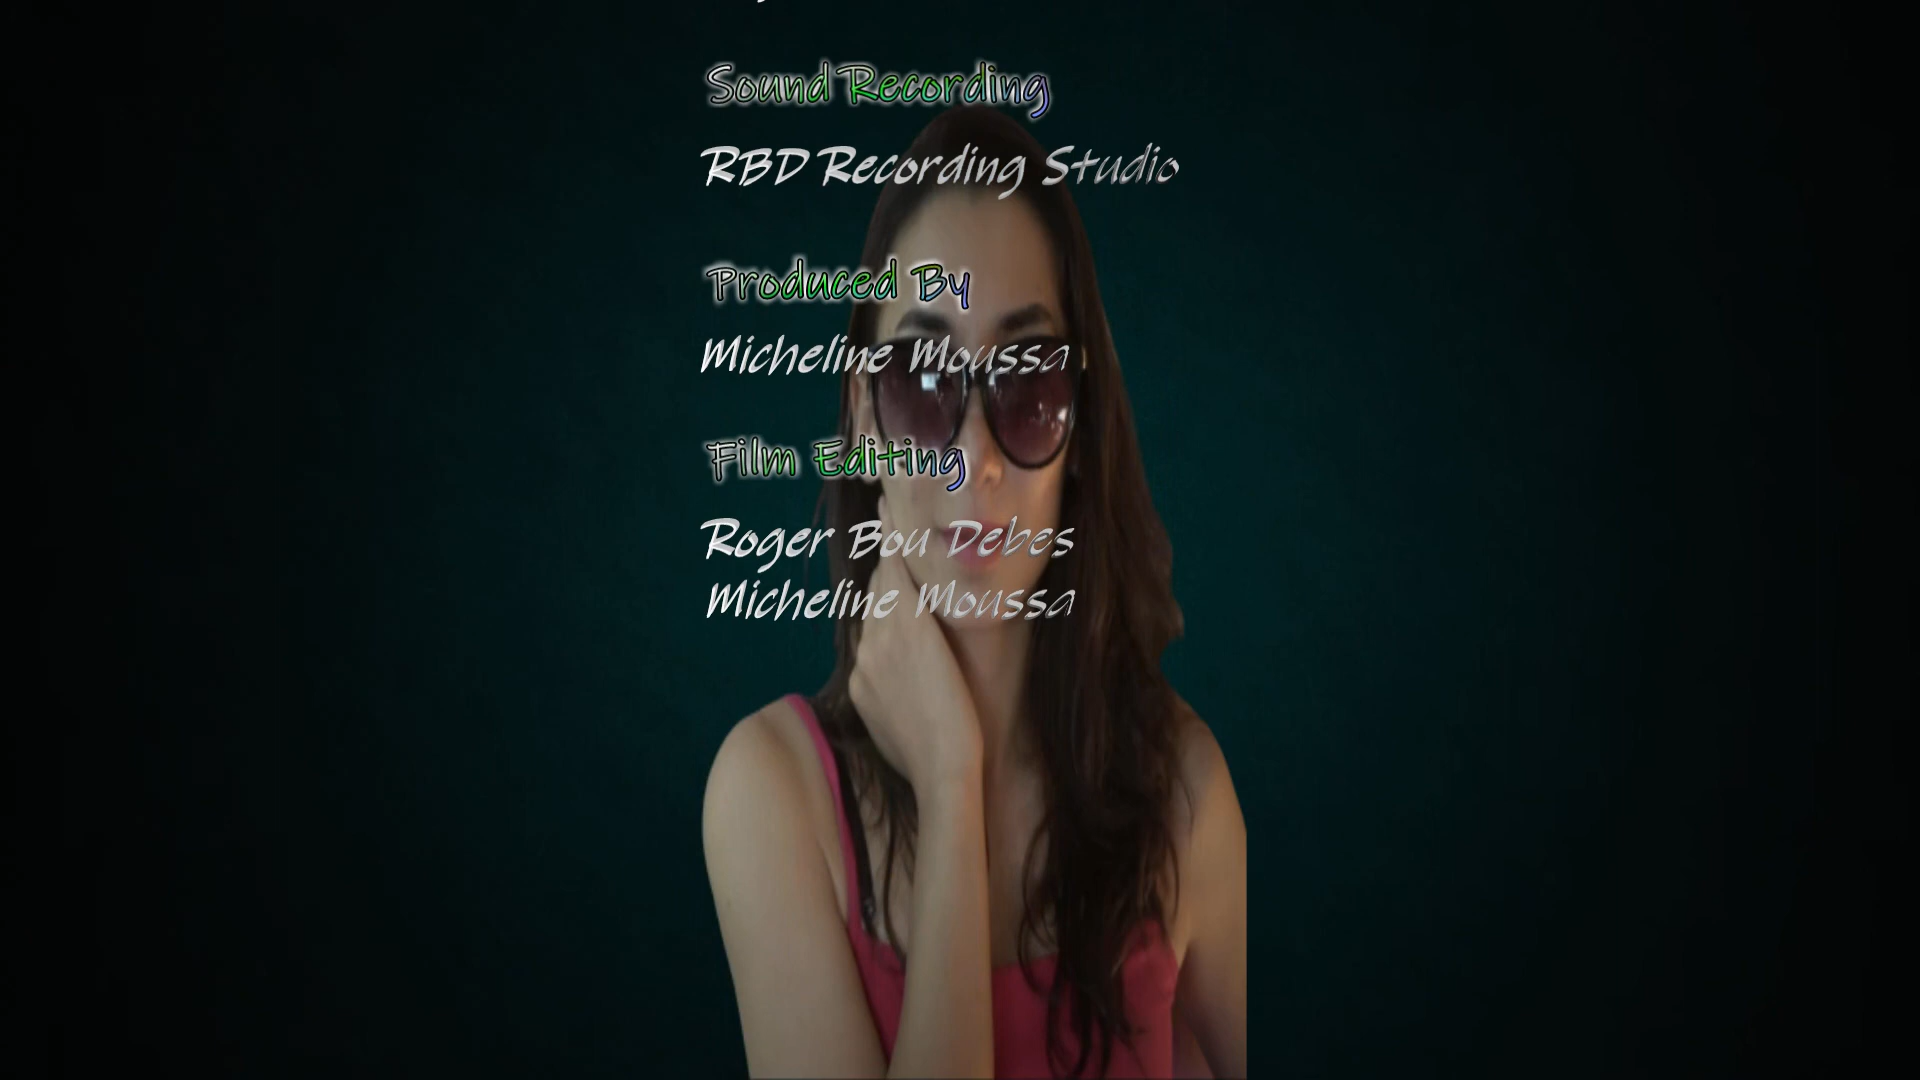 Sound Recording
RBD Recording Studio
Produced By
Micheline Moussa
Film Editing
Roger Bou Debes
Micheline Moussa